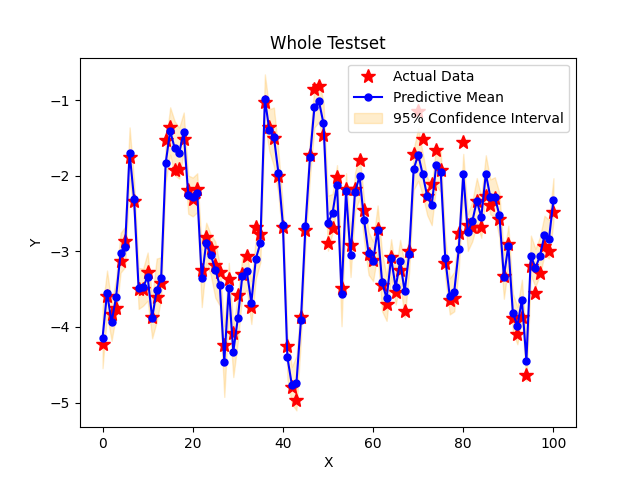 Whole Testset
Actual Data
Predictive Mean
95% Confidence Interval
Y
−1
−2
−3
−4
−5
0 20 40 60 80 100
X